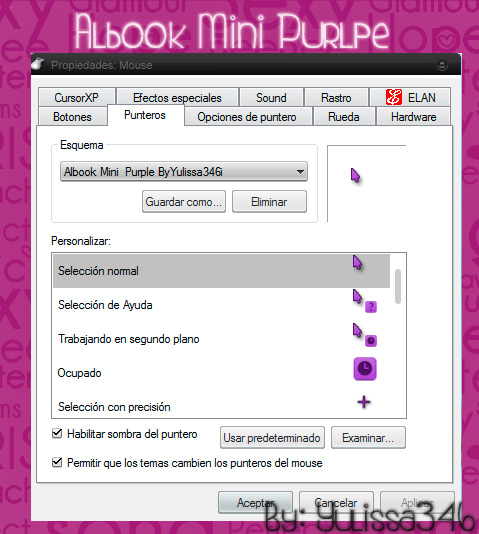 Albook Mini Purlpe
Propiedades: Mouse
CursorXP Efectos especiales Sound Rastro ELAN
Botones Punteros Opciones de puntero Rueda Hardware
Esquema
Albook Mini Purple ByYulissa346i
Guardar como... Eliminar
Personalizar:
Selección normal
Selección de Ayuda
Trabajando en segundo plano
Ocupado
Selección con precisión
Habilitar sombra del puntero
Usar predeterminado Examinar...
Permitir que los temas cambien los punteros del mouse
Aceptar Cancelar Aplicar
By: Yulissa346